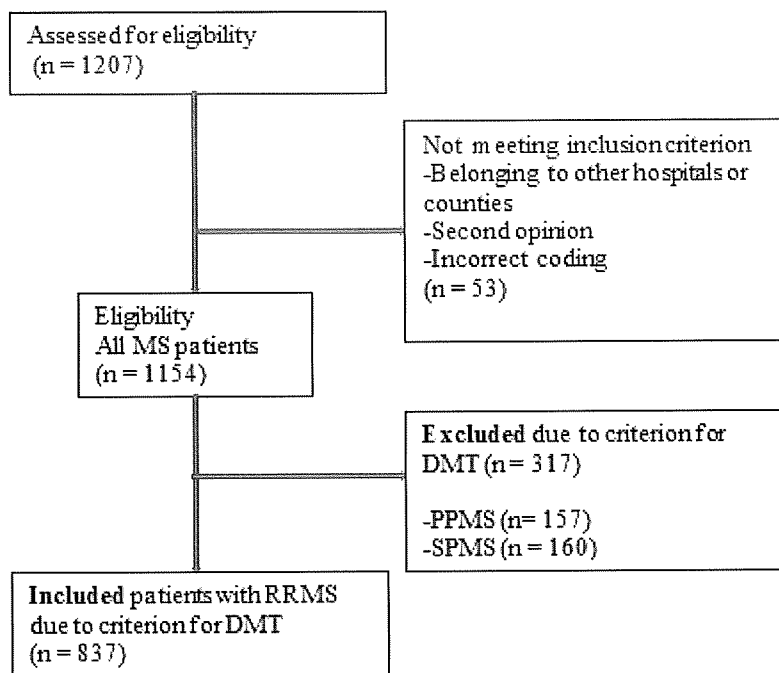 Assessed for eligibility
(n = 1207)
Not meeting inclusion criterion
-Belonging to other hospitals or
counties
-Second opinion
-Incorrect coding
(n = 53)
Eligibility
All MS patients
(n = 1154)
Excluded due to criterion for
DMT (n = 317)
-PPMS (n= 157)
-SPMS (n = 160)
Included patients with RRMS
due to criterion for DMT
(n = 837)